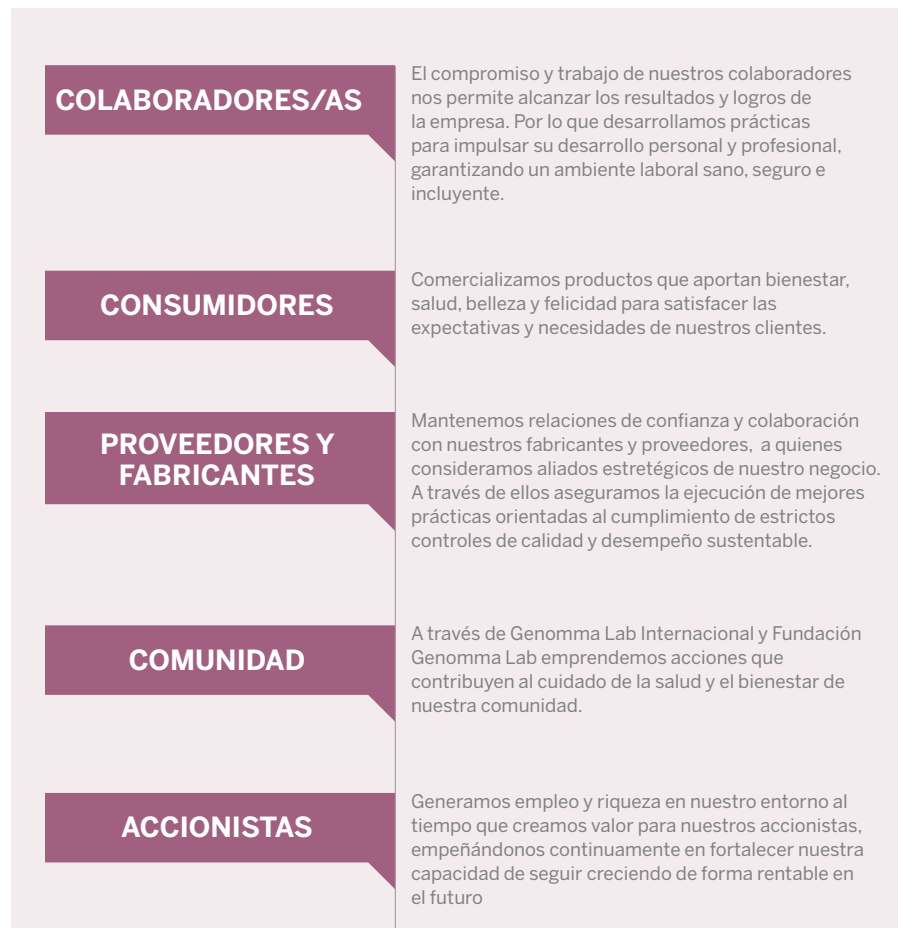 COLABORADORES/AS
El compromiso y trabajo de nuestros colaboradores
nos permite alcanzar los resultados y logros de
la empresa. Por lo que desarrollamos prácticas
para impulsar su desarrollo personal y profesional,
garantizando un ambiente laboral sano, seguro e
incluyente.
CONSUMIDORES
Comercializamos productos que aportan bienestar,
salud, belleza y felicidad para satisfacer las
expectativas y necesidades de nuestros clientes.
PROVEEDORES Y
FABRICANTES
Mantenemos relaciones de confianza y colaboración
con nuestros fabricantes y proveedores,  a quienes
consideramos aliados estretégicos de nuestro negocio.
A través de ellos aseguramos la ejecución de mejores
prácticas orientadas al cumplimiento de estrictos
controles de calidad y desempeño sustentable.
COMUNIDAD
A través de Genomma Lab Internacional y Fundación
Genomma Lab emprendemos acciones que
contribuyen al cuidado de la salud y el bienestar de
nuestra comunidad.
ACCIONISTAS
Generamos empleo y riqueza en nuestro entorno al
tiempo que creamos valor para nuestros accionistas,
empeñándonos continuamente en fortalecer nuestra
capacidad de seguir creciendo de forma rentable en
el futuro